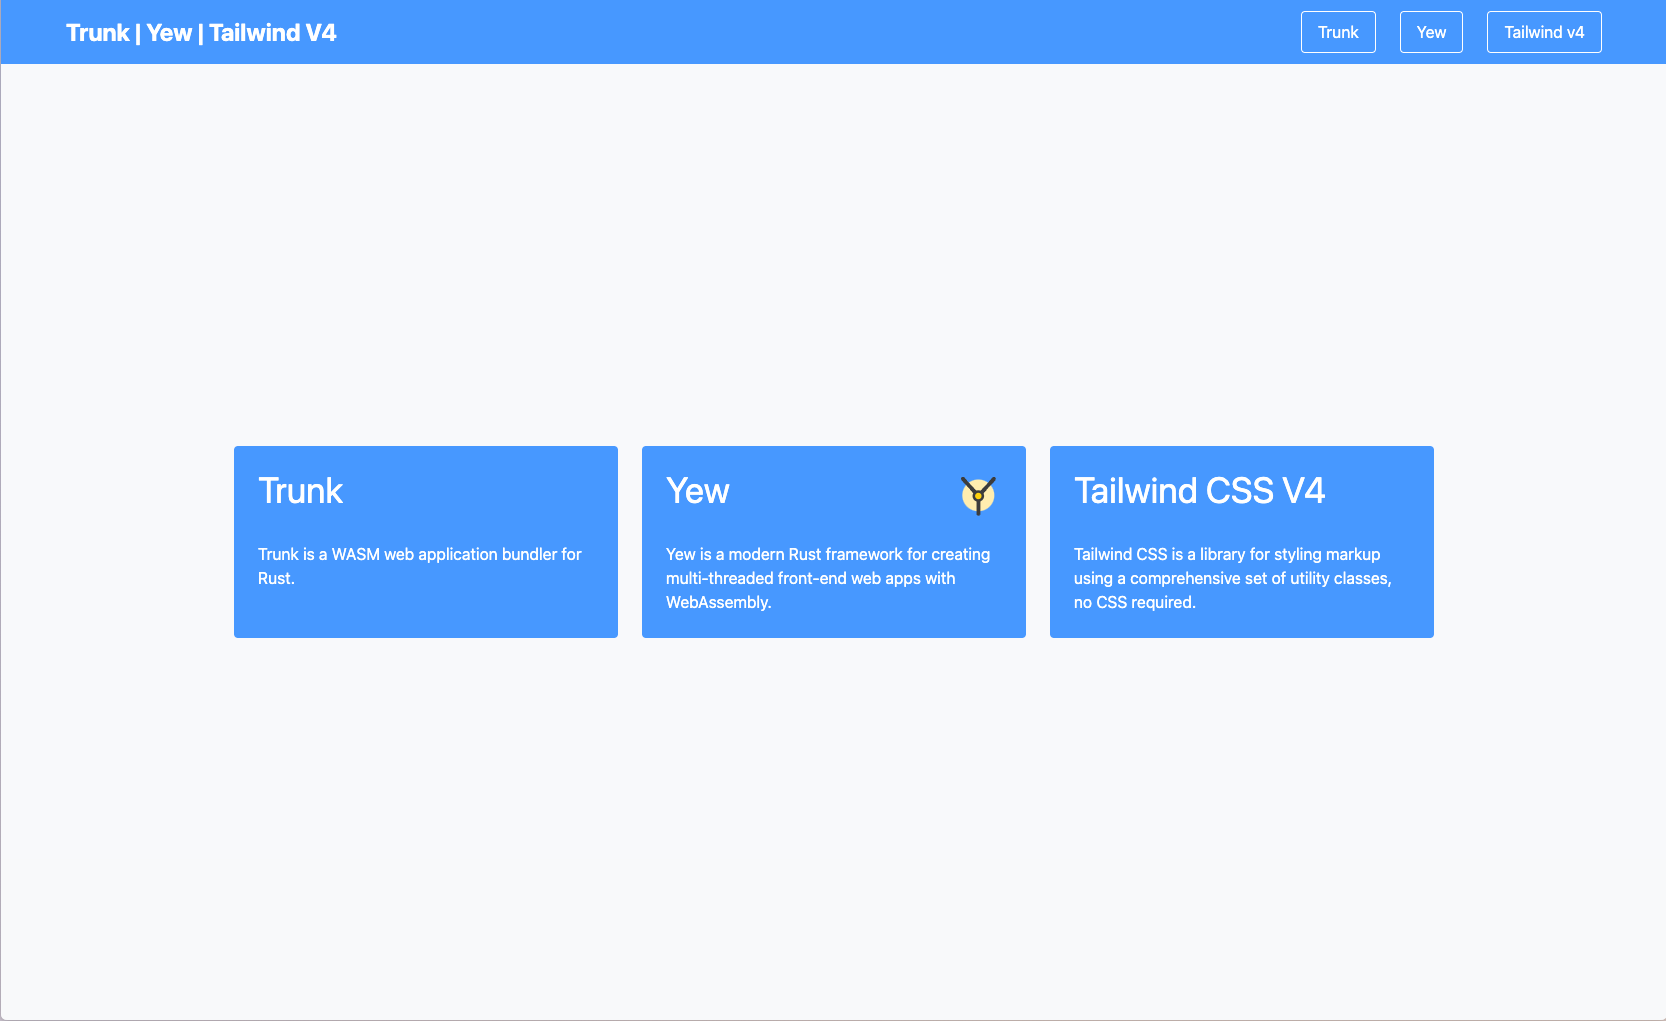 Trunk | Yew | Tailwind V4
Trunk
Yew
Tailwind v4
Trunk
Trunk is a WASM web application bundler for
Rust.
Yew
Yew is a modern Rust framework for creating
multi-threaded front-end web apps with
WebAssembly.
Tailwind CSS V4
Tailwind CSS is a library for styling markup
using a comprehensive set of utility classes,
no CSS required.